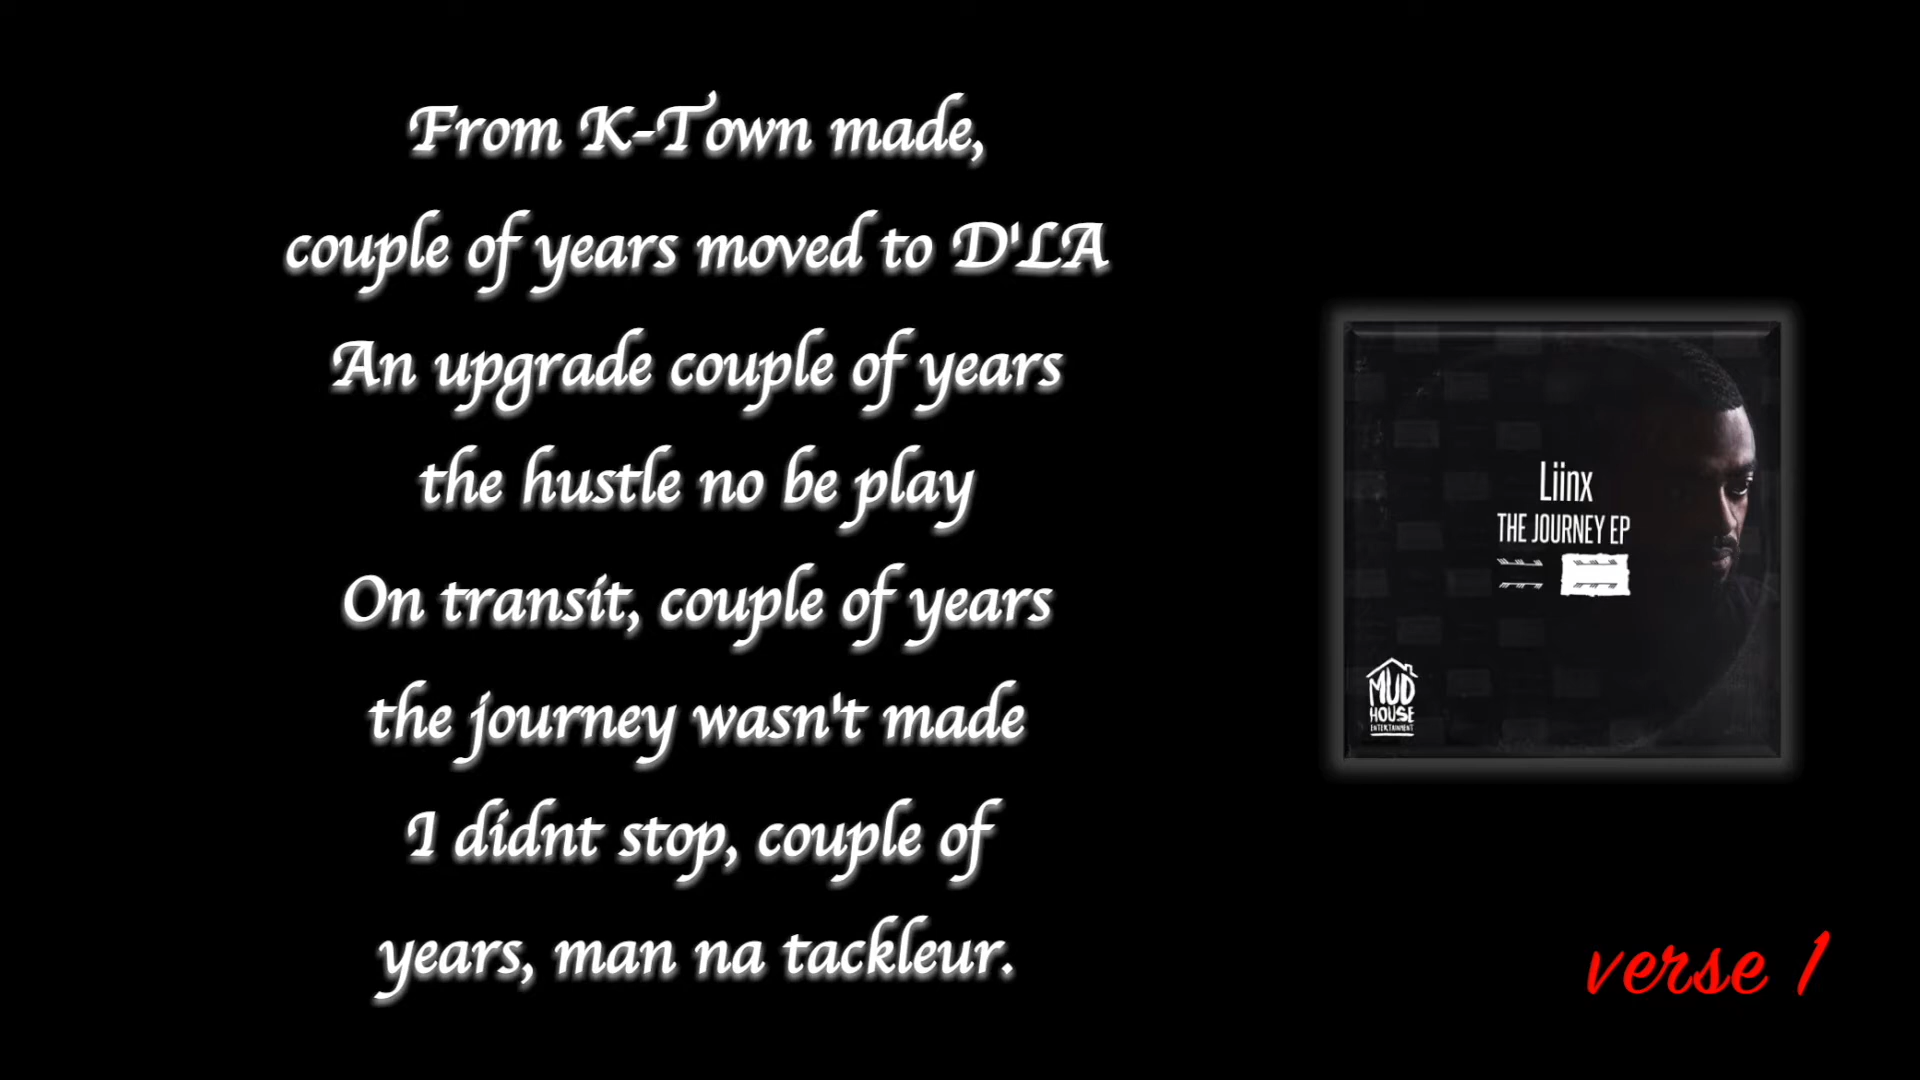 From K-Town made,
couple of years moved to D'LA
An upgrade couple of years
the hustle no be play
On transit, couple of years
the journey wasn't made
I didnt stop, couple of
years, man na tackleur.
Liinx
THE JOURNEY EP
MUD
HOUSE
ENTERTAINMENT
verse 1